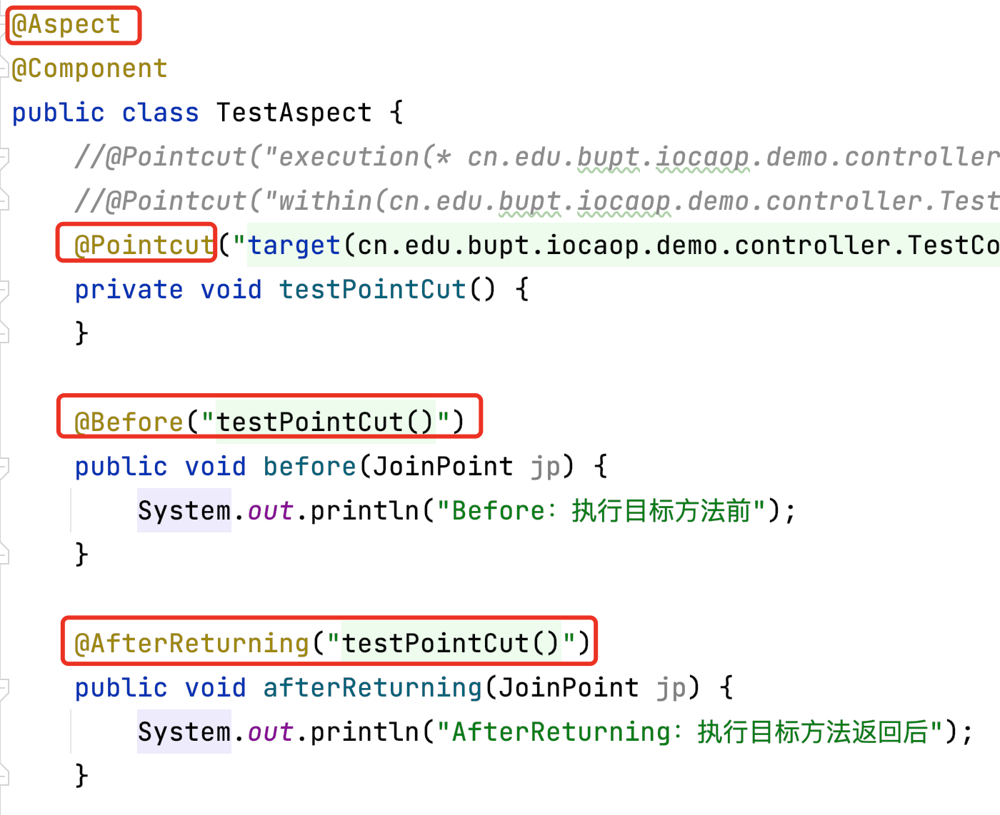 @Aspect
@Component
public class TestAspect {
//@Pointcut("execution(* cn.edu.bupt.iocaop.demo.controller
//@Pointcut("within(cn.edu.bupt.iocaop.demo.controller.Test
@Pointcut("target(cn.edu.bupt.iocaop.demo.controller.TestCo
private void testPointCut() {
}
@Before("testPointCut()")
public void before(JoinPoint jp) {
System.out.println("Before：执行目标方法前");
}
@AfterReturning("testPointCut()")
public void afterReturning(JoinPoint jp) {
System.out.println("AfterReturning：执行目标方法返回后");
}